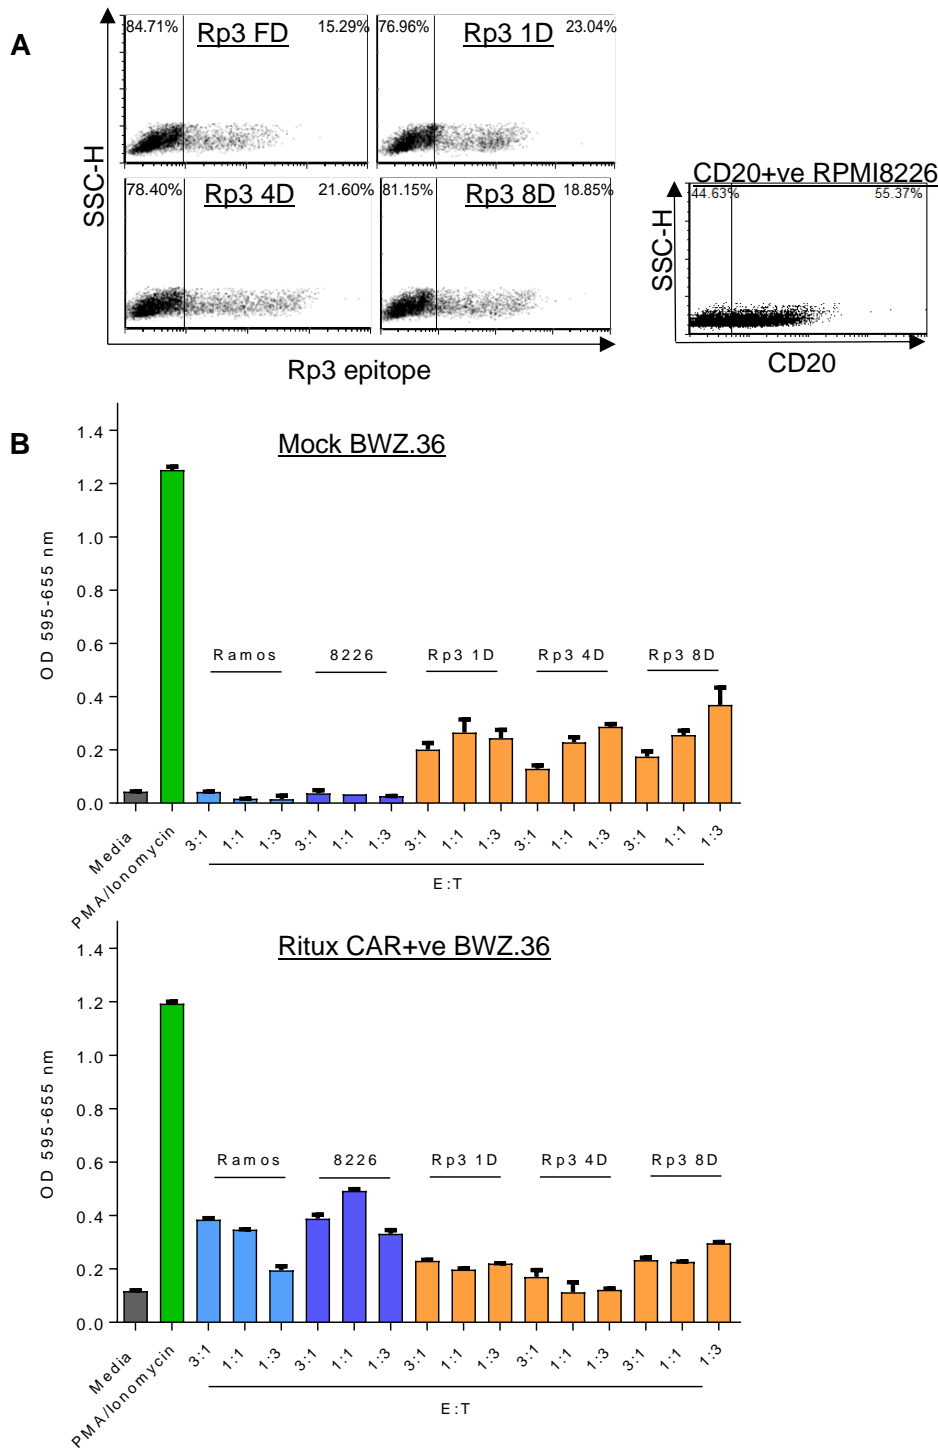 A
84.71%
Rp3 FD
15.29%
76.96%
Rp3 1D
23.04%
78.40%
Rp3 4D
21.60%
81.15%
Rp3 8D
18.85%
SSC-H
Rp3 epitope
CD20+ve RPMI8226
44.63%
55.37%
SSC-H
CD20
B
Mock BWZ.36
OD 595-655 nm
1.4
1.2
1.0
0.8
0.6
0.4
0.2
0.0
Ramos
8226
Rp3 1D
Rp3 4D
Rp3 8D
Media
PMA/Ionomycin
3:1
1:1
1:3
3:1
1:1
1:3
3:1
1:1
1:3
3:1
1:1
1:3
3:1
1:1
1:3
E:T
Ritux CAR+ve BWZ.36
OD 595-655 nm
1.4
1.2
1.0
0.8
0.6
0.4
0.2
0.0
Ramos
8226
Rp3 1D
Rp3 4D
Rp3 8D
Media
PMA/Ionomycin
3:1
1:1
1:3
3:1
1:1
1:3
3:1
1:1
1:3
3:1
1:1
1:3
3:1
1:1
1:3
E:T